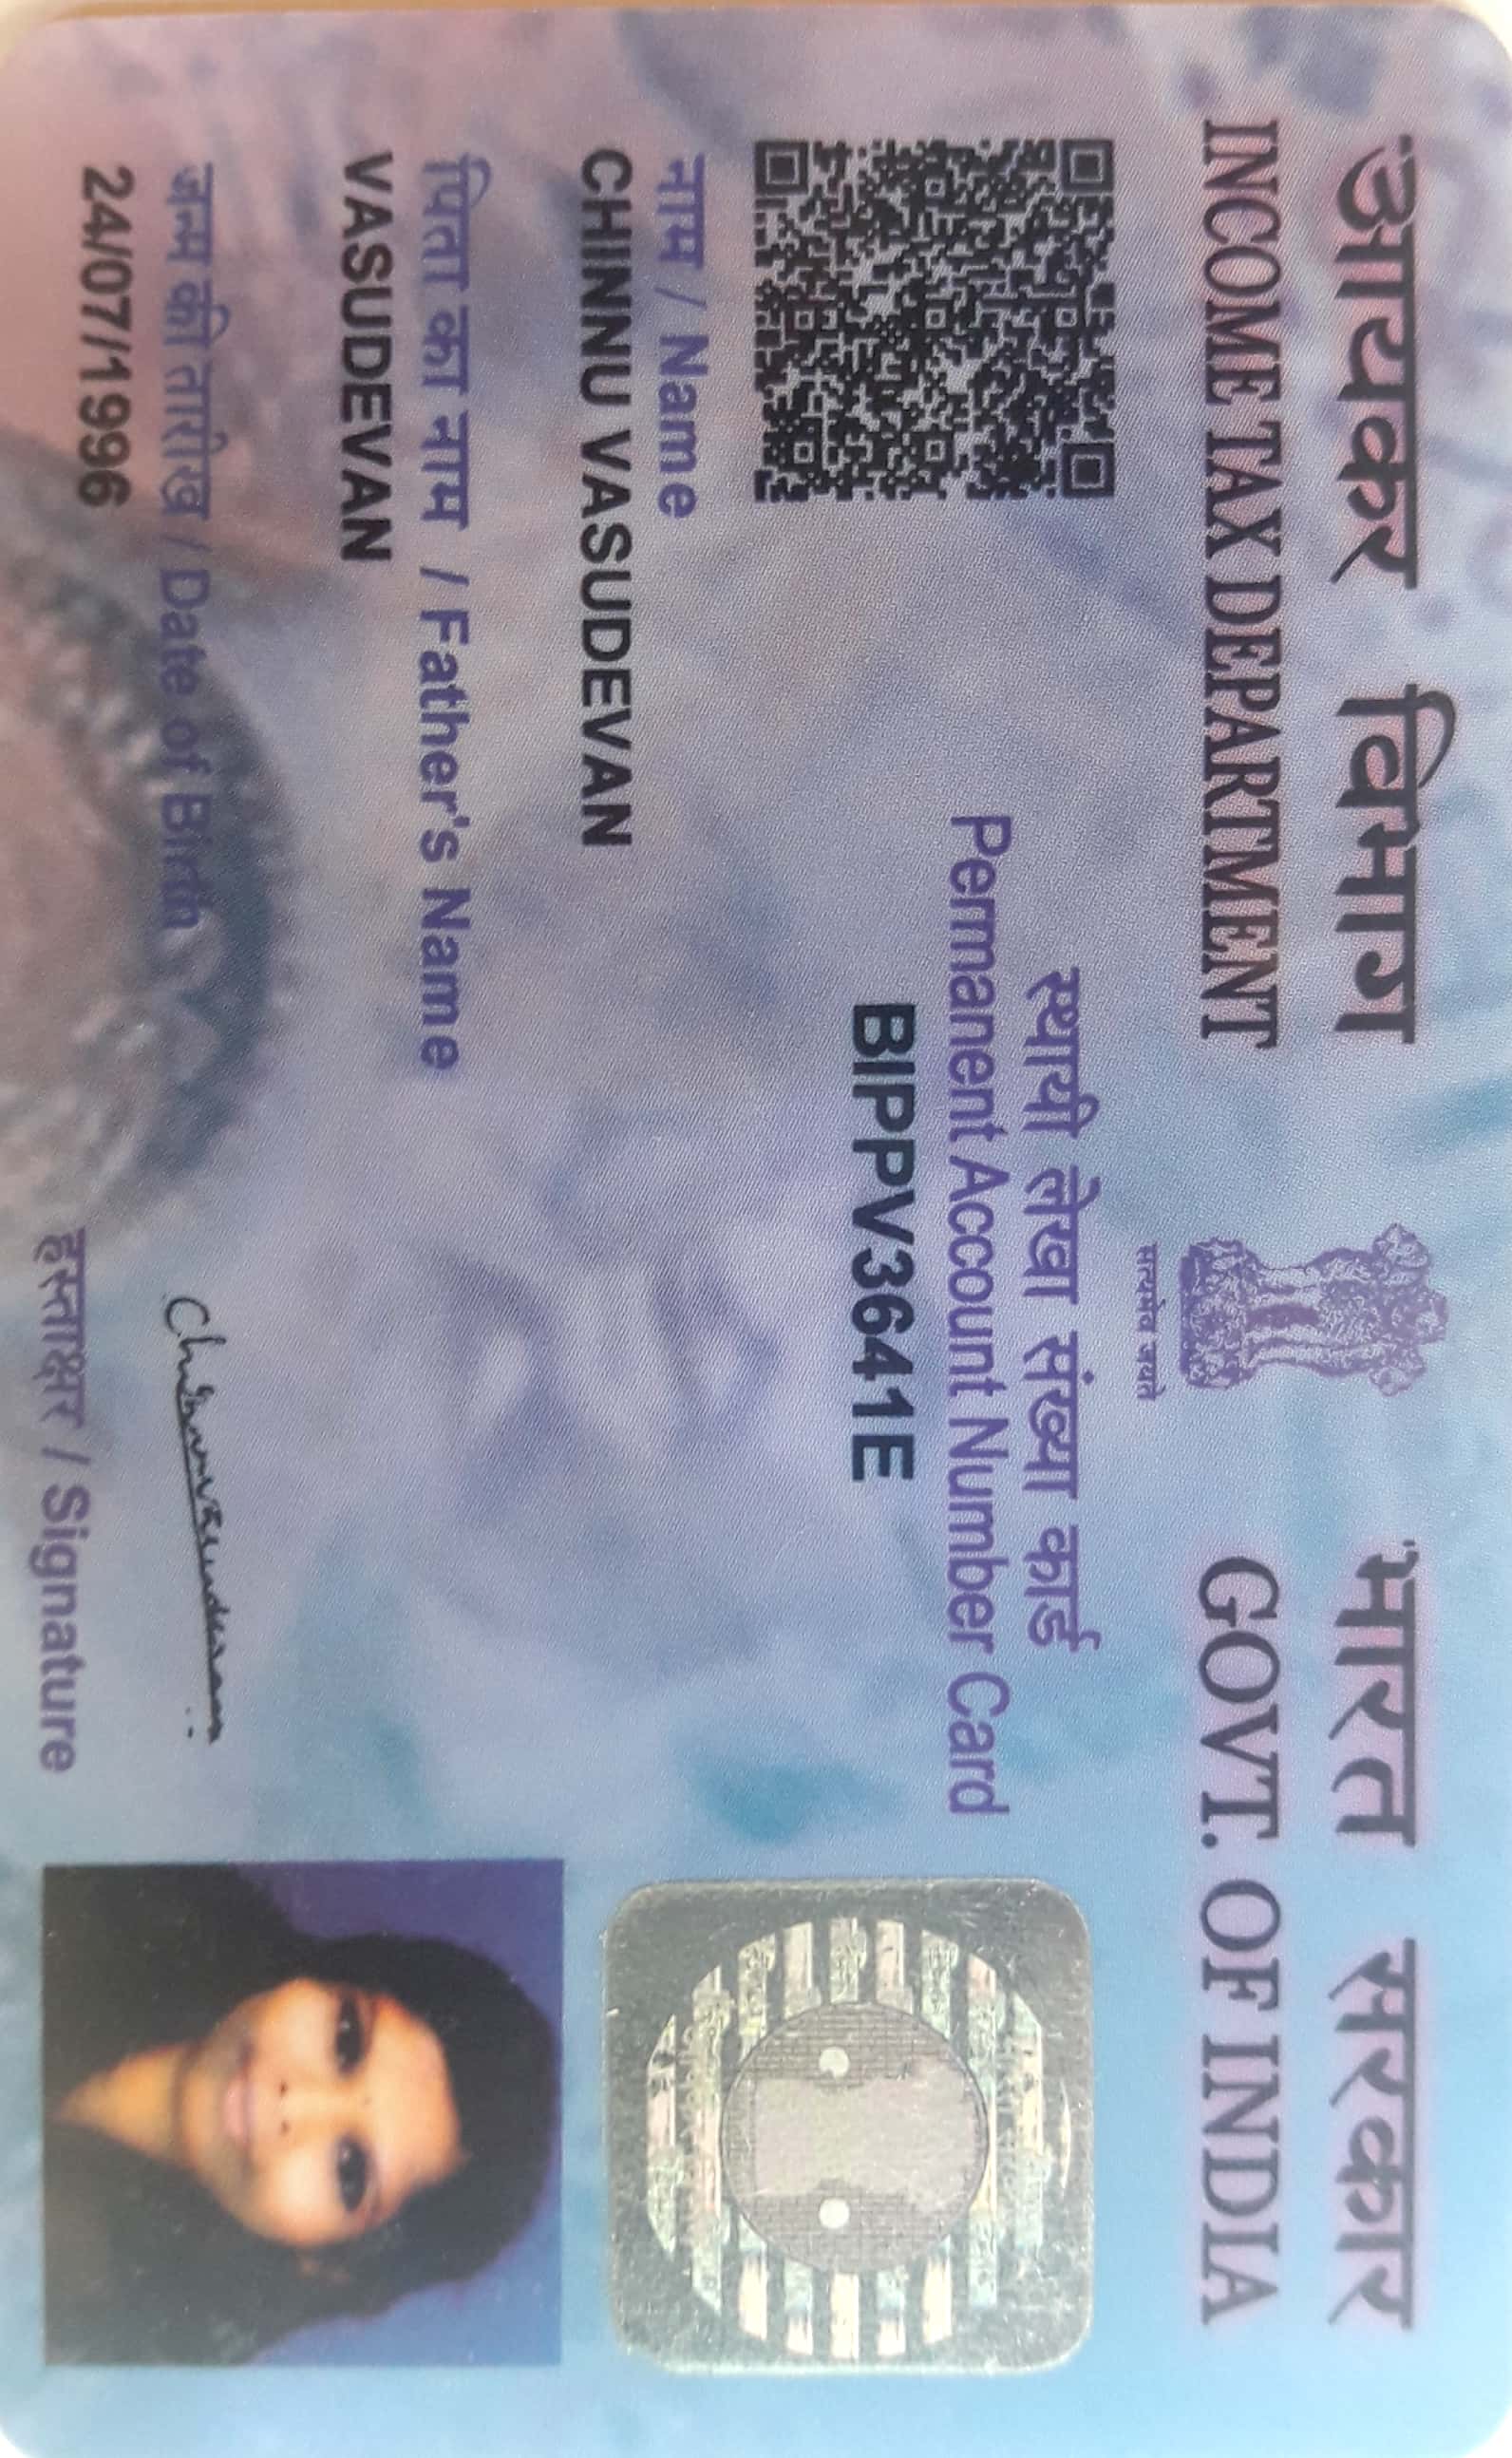 आयकर विभाग
INCOME TAX DEPARTMENT
भारत सरकार
GOVT. OF INDIA
सत्यमेव जयते
स्थायी लेखा संख्या कार्ड
Permanent Account Number Card
BIPPV3641E
नाम / Name
CHINNU VASUDEVAN
पिता का नाम / Father's Name
VASUDEVAN
जन्म की तारीख / Date of Birth
24/07/1996
हस्ताक्षर / Signature